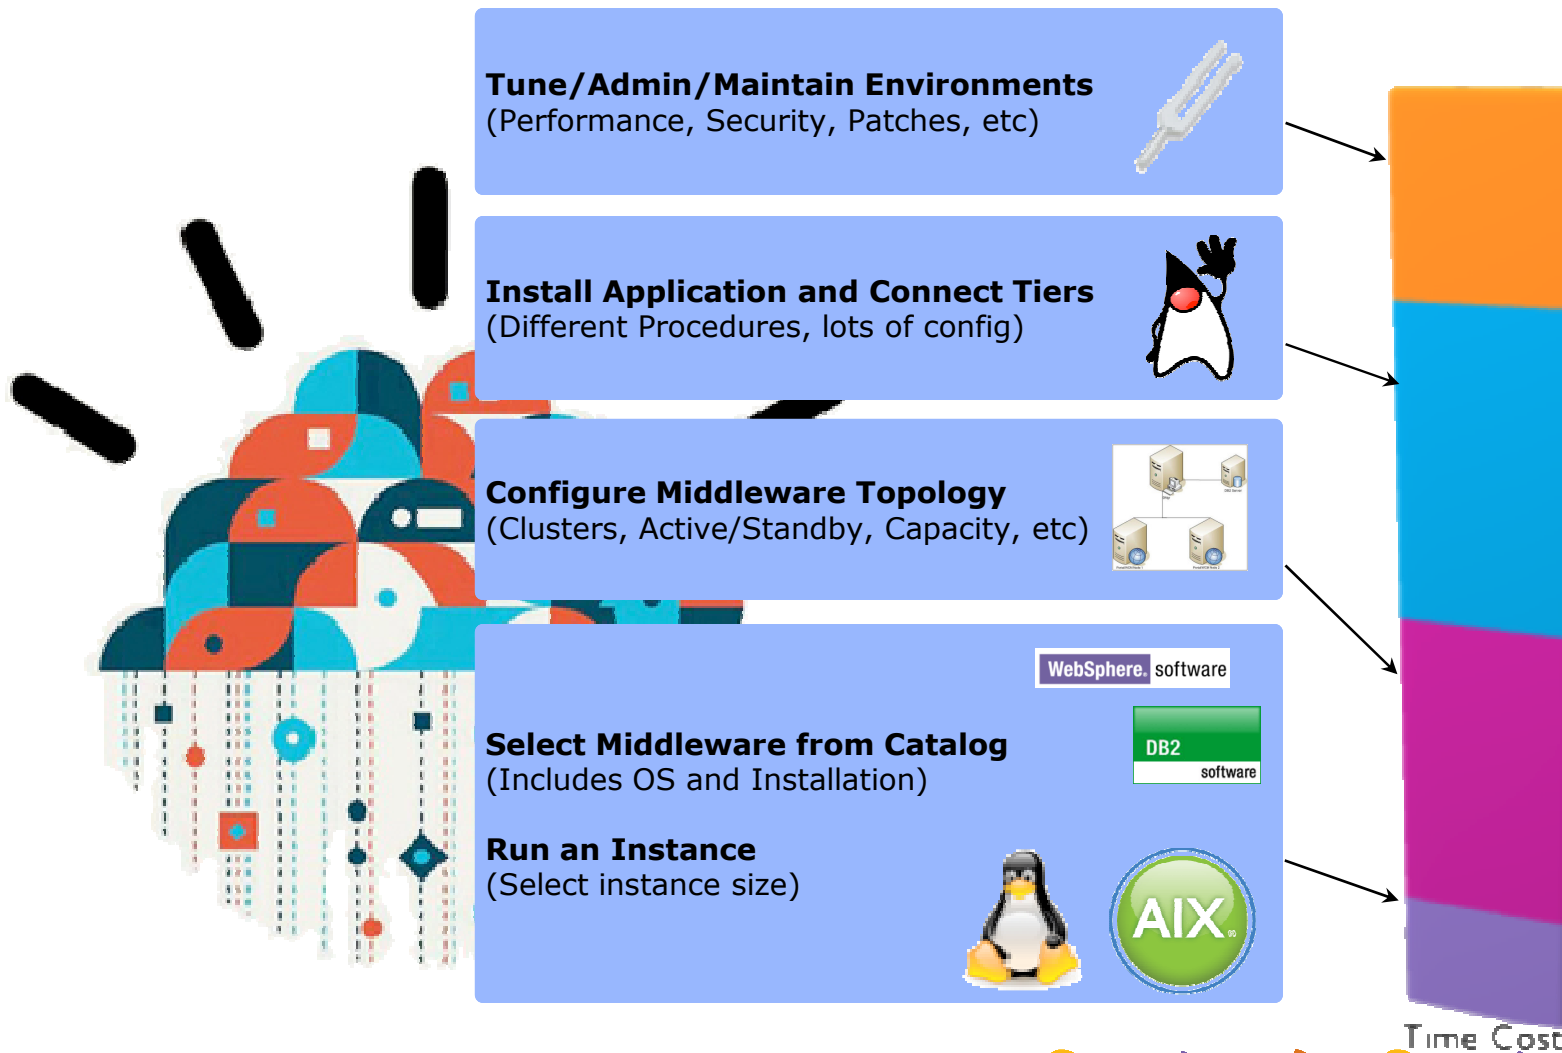 Tune/Admin/Maintain Environments
(Performance, Security, Patches, etc)
Install Application and Connect Tiers
(Different Procedures, lots of config)
Configure Middleware Topology
(Clusters, Active/Standby, Capacity, etc)
WebSphere. software
Select Middleware from Catalog
(Includes OS and Installation)
DB2
software
Run an Instance
(Select instance size)
AIX
Time Cost